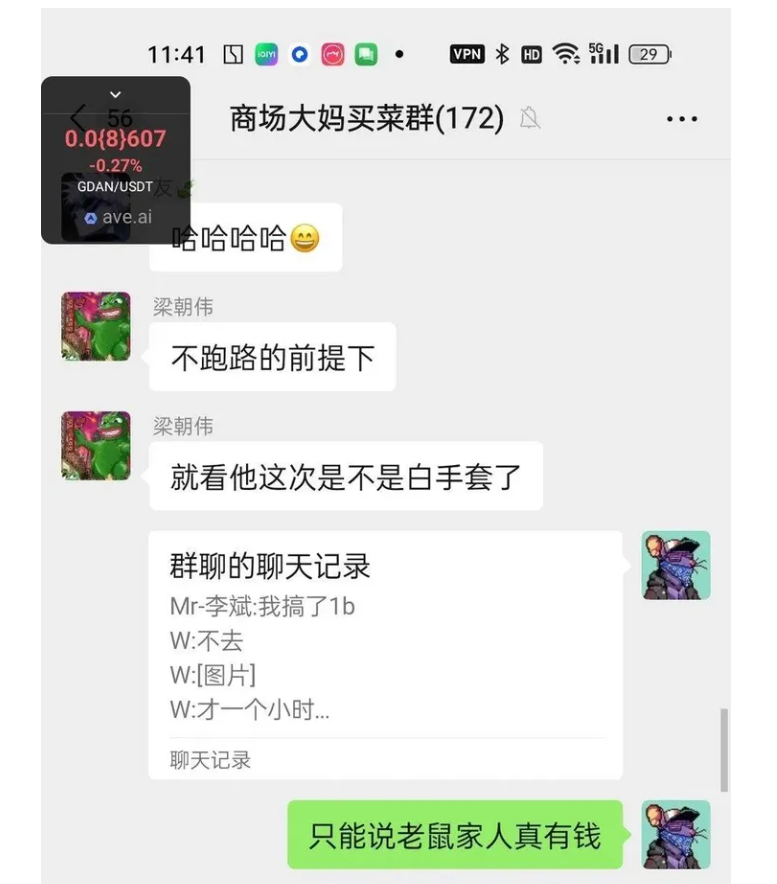 11:41
iQIYI
VPN
HD
5G
29
56
商场大妈买菜群(172)
0.0{8}607
-0.27%
GDAN/USDT
友
ave.ai
哈哈哈哈😄
梁朝伟
不跑路的前提下
梁朝伟
就看他这次是不是白手套了
群聊的聊天记录
Mr-李斌:我搞了1b
W:不去
W:[图片]
W:才一个小时...
聊天记录
只能说老鼠家人真有钱